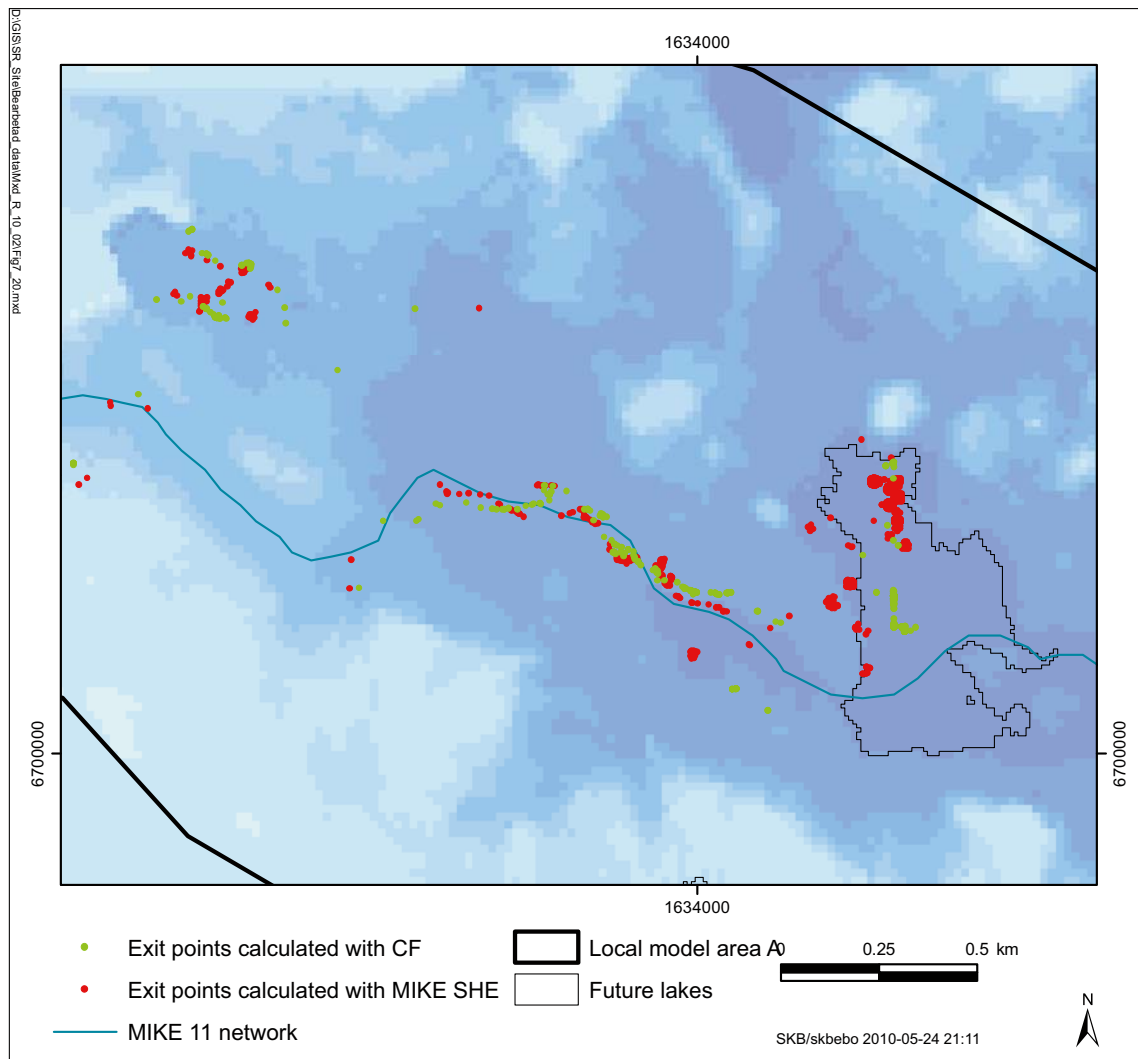 D:\GIS\SR_Site\Bearbetad_data\Mxd_R_10_02\Fig7_20.mxd
1634000
6700000
6700000
1634000
Exit points calculated with CF
Exit points calculated with MIKE SHE
MIKE 11 network
Local model area A
Future lakes
0 0.25 0.5 km
N
SKB/skbebo 2010-05-24 21:11